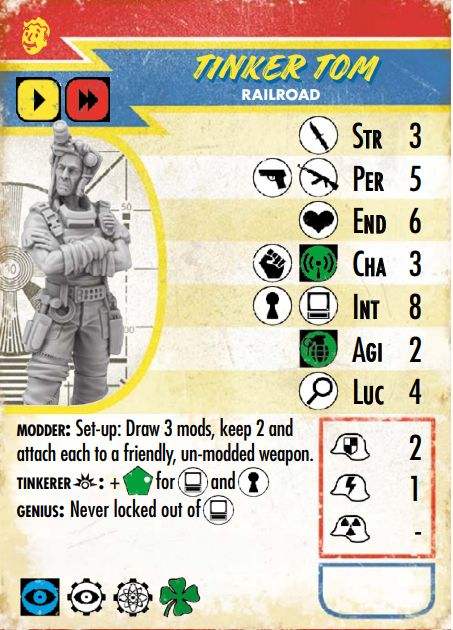 TINKER TOM
RAILROAD
STR 3
PER 5
END 6
CHA 3
INT 8
AGI 2
LUC 4
50
MODDER: Set-up: Draw 3 mods, keep 2 and
attach each to a friendly, un-modded weapon.
TINKERER : + for and
GENIUS: Never locked out of
2
1
-